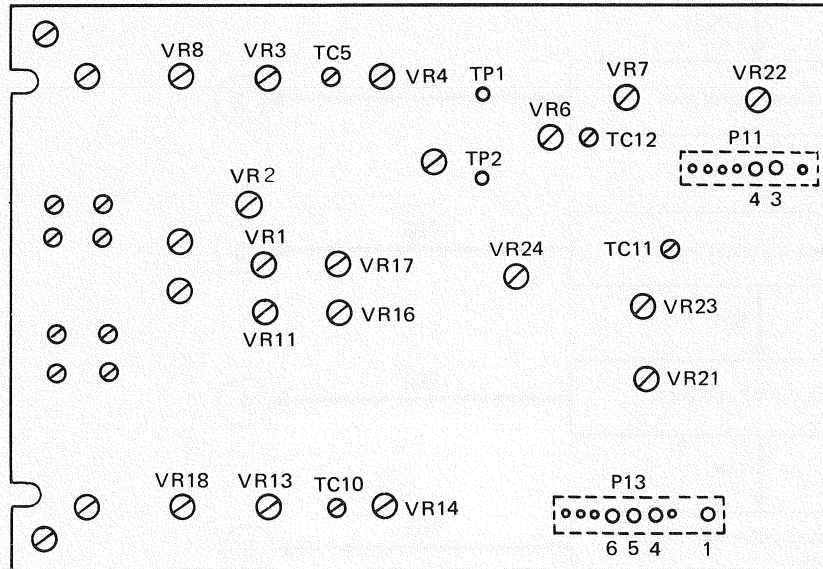 VR8 VR3 TC5 VR4 TP1 VR7 VR22
VR6 TC12 P11
TP2
4 3
VR2
VR1 VR17 VR24 TC11
VR11 VR16 VR23
VR21
VR18 VR13 TC10 VR14 P13
6 5 4 1